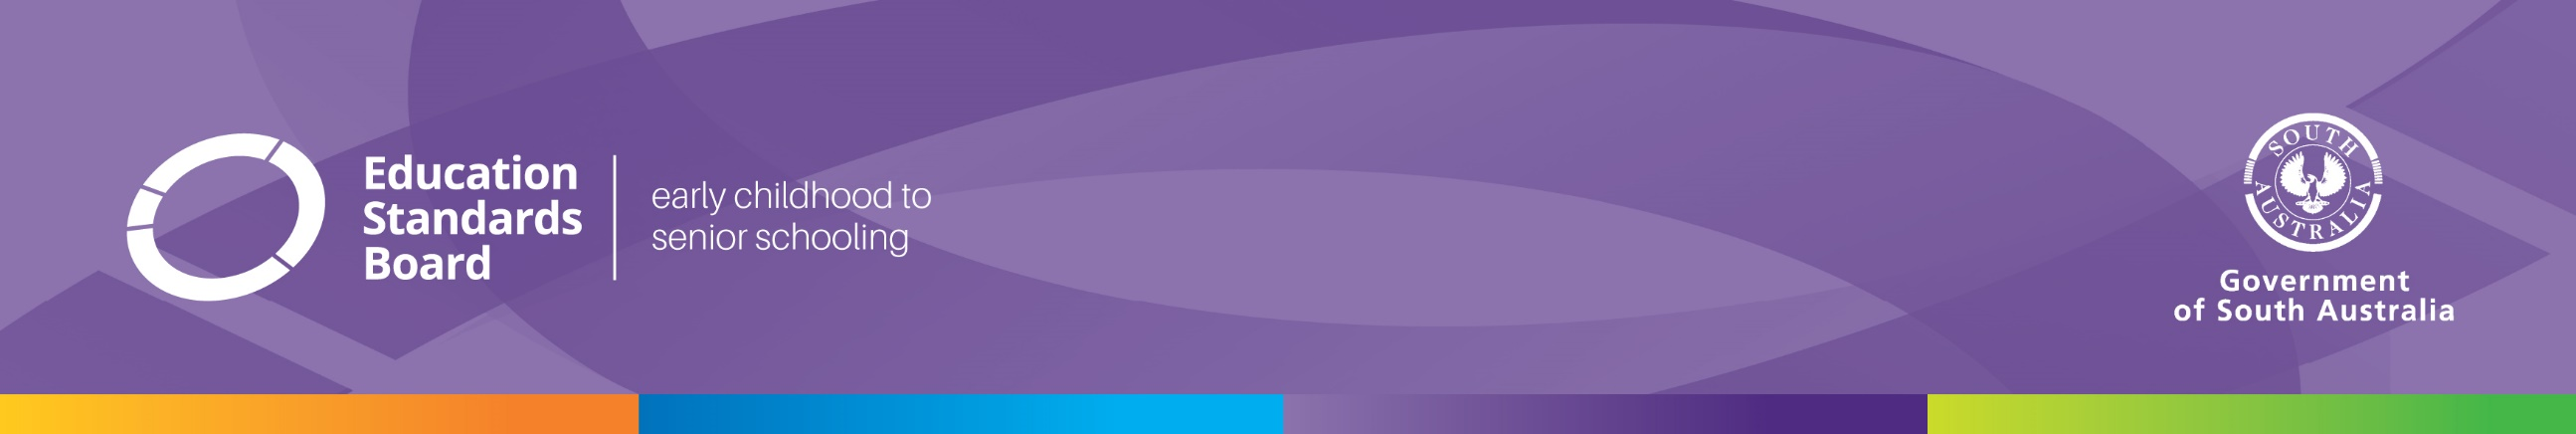 Education
Standards
Board
early childhood to
senior schooling
SOUTH
AUSTRALIA
Government
of South Australia